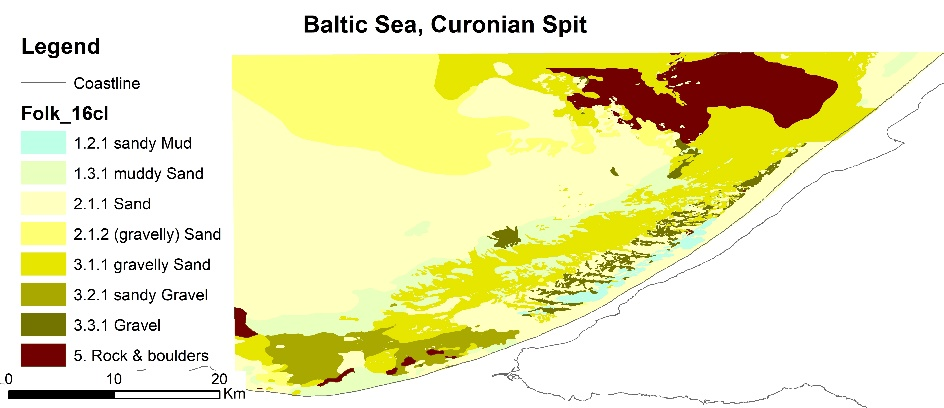 Baltic Sea, Curonian Spit
Legend
Coastline
Folk_16cl
1.2.1 sandy Mud
1.3.1 muddy Sand
2.1.1 Sand
2.1.2 (gravelly) Sand
3.1.1 gravelly Sand
3.2.1 sandy Gravel
3.3.1 Gravel
5. Rock & boulders
0 10 20
Km